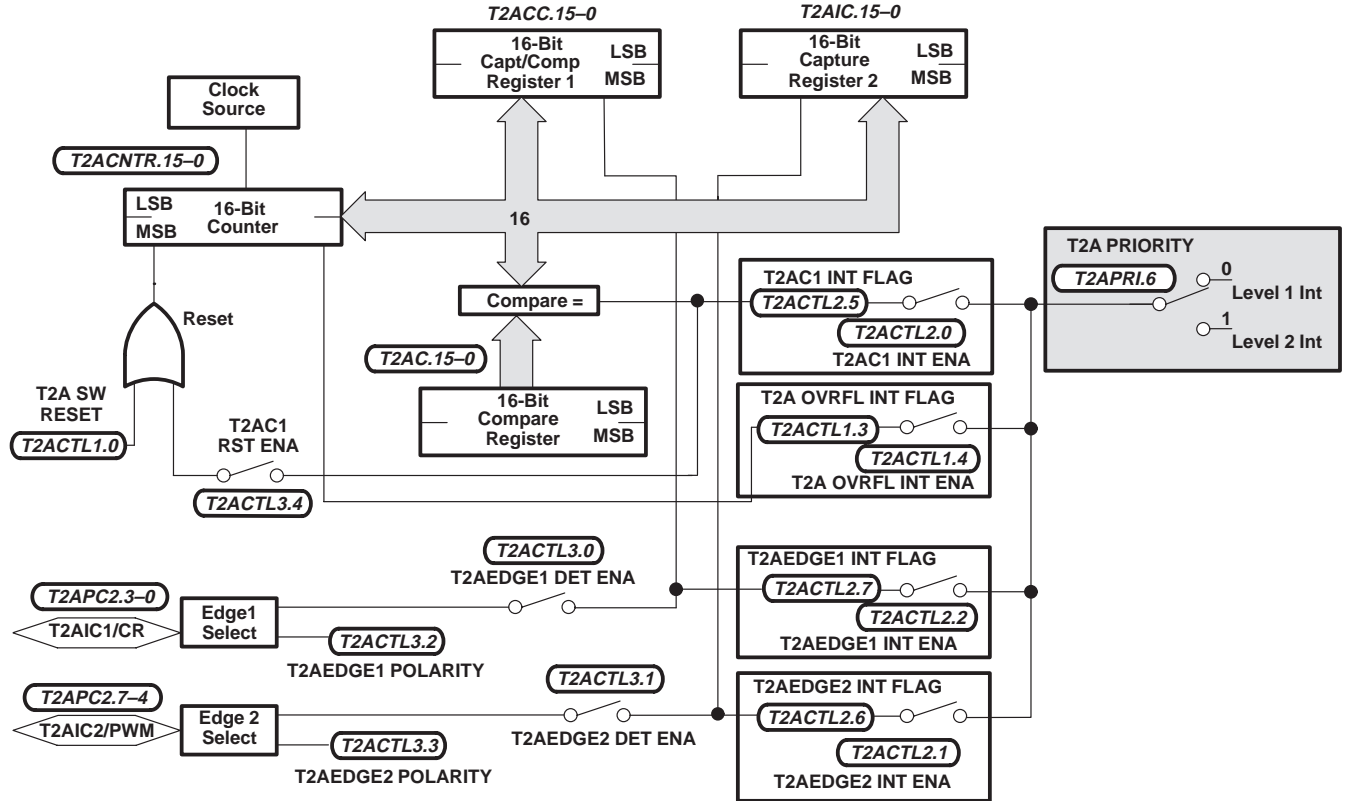 T2ACC.15–0
T2AIC.15–0
16-Bit
Capt/Comp
Register 1
LSB
MSB
16-Bit
Capture
Register 2
LSB
MSB
Clock
Source
T2ACNTR.15–0
LSB
MSB
16-Bit
Counter
16
T2A PRIORITY
T2APRI.6
0
Level 1 Int
1
Level 2 Int
T2AC1 INT FLAG
T2ACTL2.5
T2ACTL2.0
T2AC1 INT ENA
Compare =
Reset
T2AC.15–0
16-Bit
Compare
Register
LSB
MSB
T2A SW
RESET
T2ACTL1.0
T2AC1
RST ENA
T2ACTL3.4
T2A OVRFL INT FLAG
T2ACTL1.3
T2ACTL1.4
T2A OVRFL INT ENA
T2ACTL3.0
T2AEDGE1 DET ENA
T2AEDGE1 INT FLAG
T2ACTL2.7
T2ACTL2.2
T2AEDGE1 INT ENA
T2APC2.3–0
T2AIC1/CR
Edge1
Select
T2ACTL3.2
T2AEDGE1 POLARITY
T2ACTL3.1
T2AEDGE2 DET ENA
T2AEDGE2 INT FLAG
T2ACTL2.6
T2ACTL2.1
T2AEDGE2 INT ENA
T2APC2.7–4
T2AIC2/PWM
Edge 2
Select
T2ACTL3.3
T2AEDGE2 POLARITY